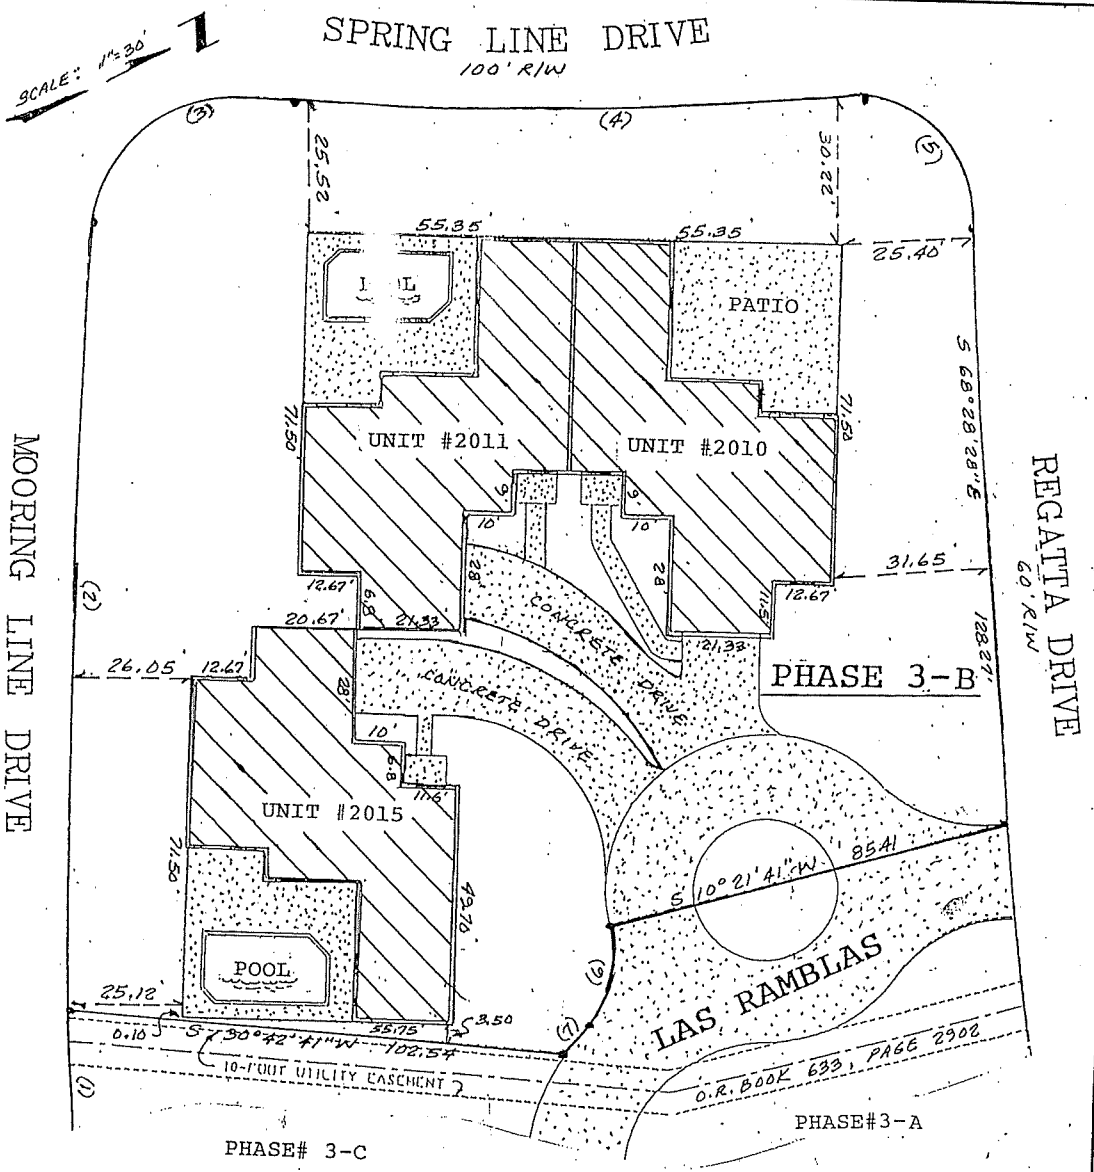 SPRING LINE DRIVE
100' R/W
SCALE: 1"=30'
(3)
(4)
(5)
25.52
30.22
55.35
55.35
25.40
PATIO
S 68°28'28"E
71.50
UNIT #2011
UNIT #2010
71.50
MOORING LINE DRIVE
REGATTA DRIVE
60' R/W
9'
9'
10'
10'
(2)
12.67
28'
28'
31.65
12.67
11.5'
128.27'
6.8'
CONCRETE DRIVE
20.67'
21.33
21.33
26.05
12.67
PHASE 3-B
28'
CONCRETE DRIVE
10'
6.8
11.6'
UNIT #2015
71.50
49.70
85.41
S 10°21'41"W
POOL
(6)
LAS RAMBLAS
25.12'
3.50
(7)
0.10
55.75
S 30°42'41"W 102.54
10-FOOT UTILITY EASEMENT
O.R. BOOK 633, PAGE 2902
(1)
PHASE# 3-C
PHASE#3-A